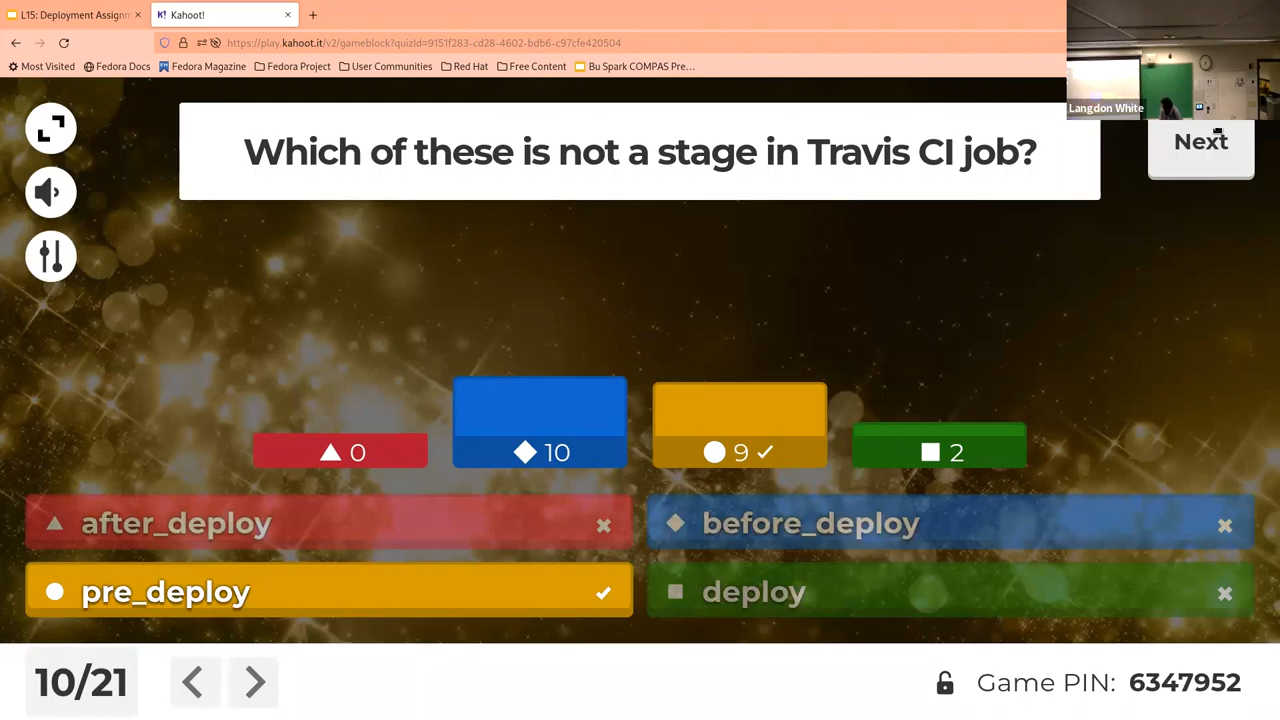 L15: Deployment Assignm
K! Kahoot!
https://play.kahoot.it/v2/gameblock?quizId=9151f283-cd28-4602-bdb6-c97cfe420504
Most Visited
Fedora Docs
Fedora Magazine
Fedora Project
User Communities
Red Hat
Free Content
Bu Spark COMPAS Pre…
Langdon White
Which of these is not a stage in Travis CI job?
Next
0
10
9
2
after_deploy
before_deploy
pre_deploy
deploy
10/21
Game PIN: 6347952